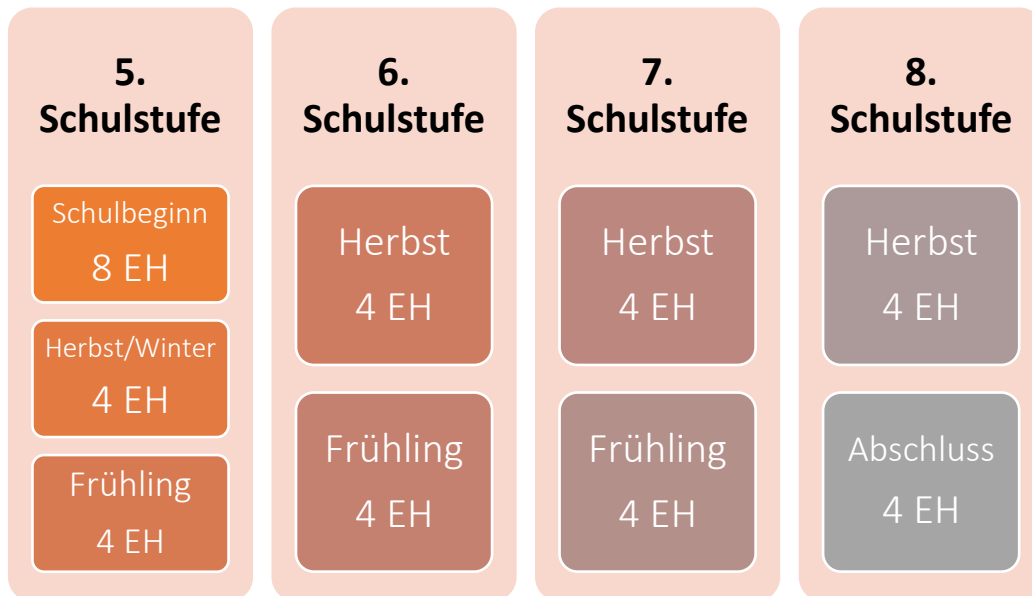 5.
Schulstufe
Schulbeginn
8 EH
Herbst/Winter
4 EH
Frühling
4 EH
6.
Schulstufe
Herbst
4 EH
Frühling
4 EH
7.
Schulstufe
Herbst
4 EH
Frühling
4 EH
8.
Schulstufe
Herbst
4 EH
Abschluss
4 EH